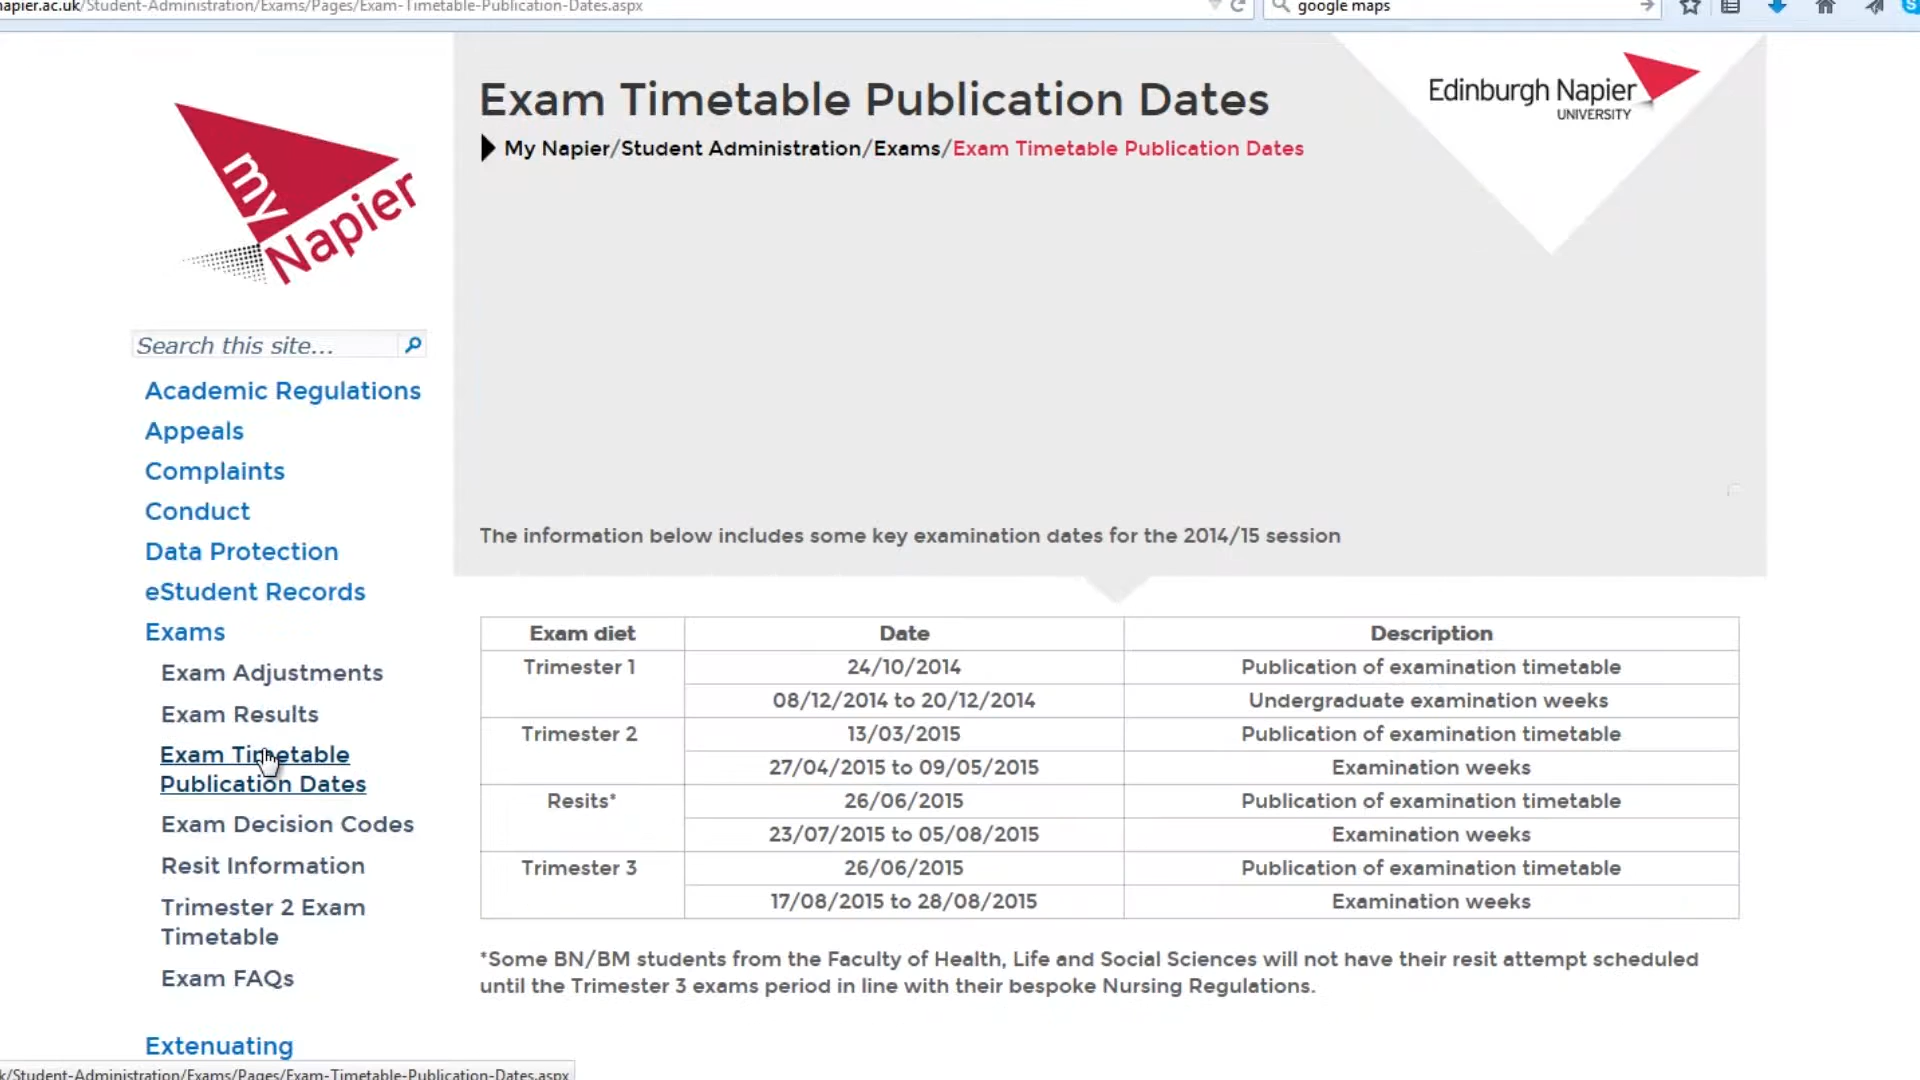 napier.ac.uk/Student-Administration/Exams/Pages/Exam-Timetable-Publication-Dates.aspx
google maps
Exam Timetable Publication Dates
My Napier/Student Administration/Exams/Exam Timetable Publication Dates
Edinburgh Napier
UNIVERSITY
my
Napier
Search this site...
Academic Regulations
Appeals
Complaints
Conduct
Data Protection
eStudent Records
Exams
Exam Adjustments
Exam Results
Exam Timetable
Publication Dates
Exam Decision Codes
Resit Information
Trimester 2 Exam
Timetable
Exam FAQs
Extenuating
The information below includes some key examination dates for the 2014/15 session
Exam diet Date Description
Trimester 1 24/10/2014 Publication of examination timetable
08/12/2014 to 20/12/2014 Undergraduate examination weeks
Trimester 2 13/03/2015 Publication of examination timetable
27/04/2015 to 09/05/2015 Examination weeks
Resits* 26/06/2015 Publication of examination timetable
23/07/2015 to 05/08/2015 Examination weeks
Trimester 3 26/06/2015 Publication of examination timetable
17/08/2015 to 28/08/2015 Examination weeks
*Some BN/BM students from the Faculty of Health, Life and Social Sciences will not have their resit attempt scheduled
until the Trimester 3 exams period in line with their bespoke Nursing Regulations.
k/Student-Administration/Exams/Pages/Exam-Timetable-Publication-Dates.aspx